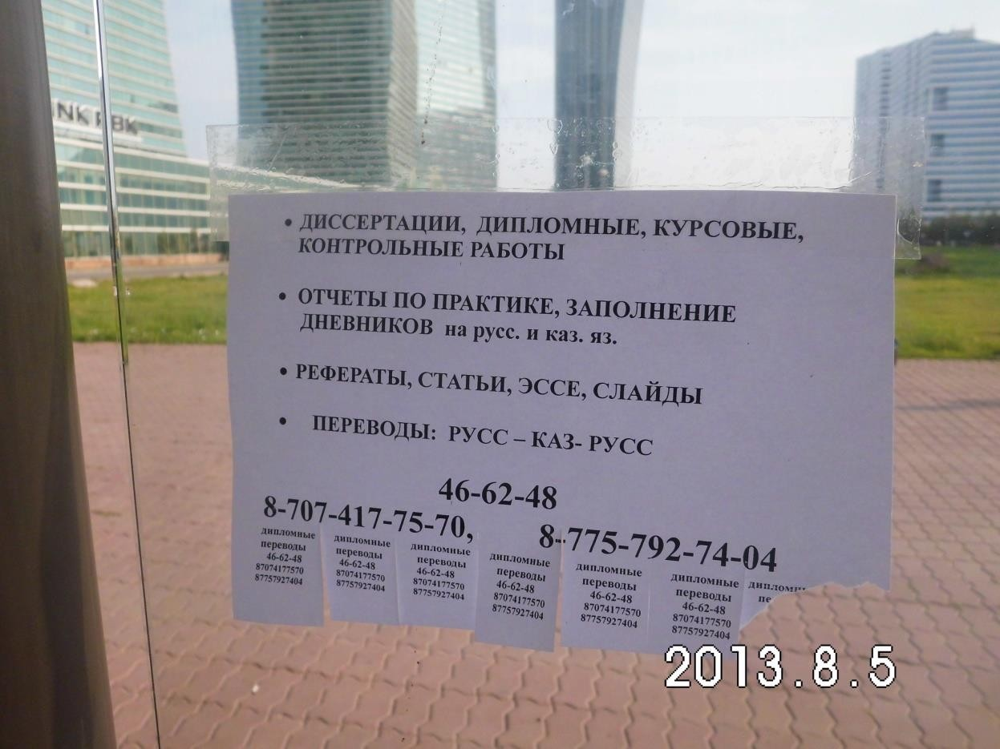 NK RBK
• ДИССЕРТАЦИИ, ДИПЛОМНЫЕ, КУРСОВЫЕ,
КОНТРОЛЬНЫЕ РАБОТЫ
• ОТЧЕТЫ ПО ПРАКТИКЕ, ЗАПОЛНЕНИЕ
ДНЕВНИКОВ на русс. и каз. яз.
• РЕФЕРАТЫ, СТАТЬИ, ЭССЕ, СЛАЙДЫ
• ПЕРЕВОДЫ: РУСС – КАЗ- РУСС
46-62-48
8-707-417-75-70, 8-775-792-74-04
дипломные
переводы
46-62-48
87074177570
87757927404
дипломные
переводы
46-62-48
87074177570
87757927404
дипломные
переводы
46-62-48
87074177570
87757927404
дипломные
переводы
46-62-48
87074177570
87757927404
дипломные
переводы
46-62-48
87074177570
87757927404
дипломные
переводы
46-62-48
87074177570
87757927404
дипломн
пе
2013.8.5